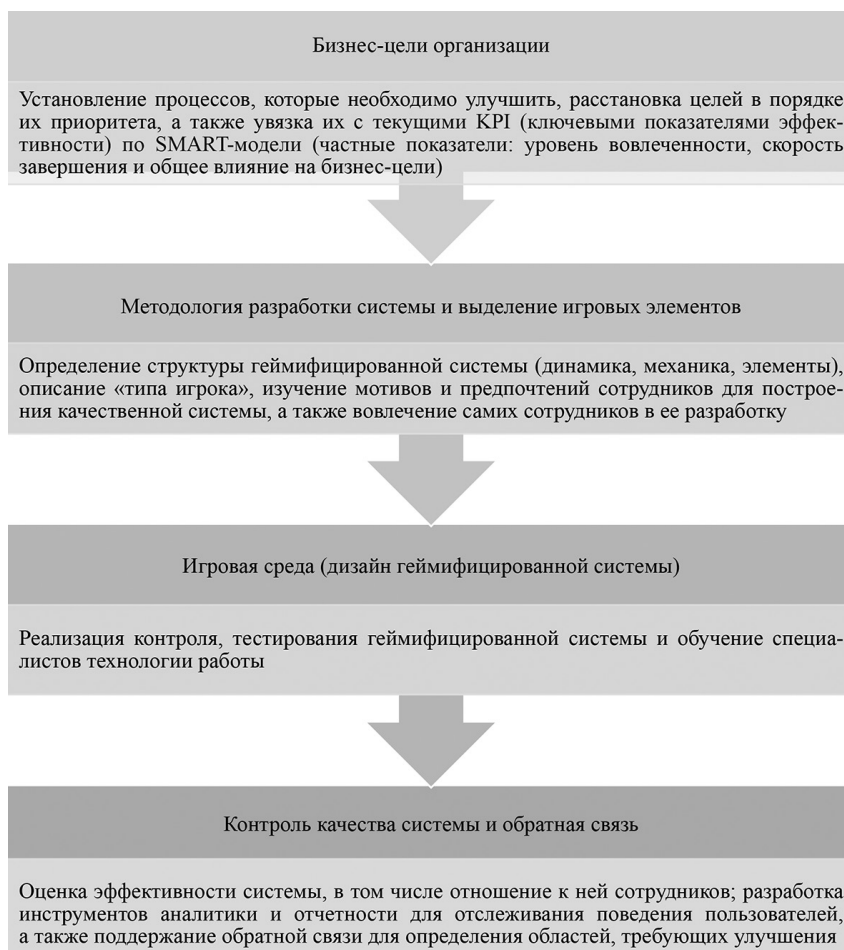 Бизнес-цели организации
Установление процессов, которые необходимо улучшить, расстановка целей в порядке
их приоритета, а также увязка их с текущими KPI (ключевыми показателями эффек-
тивности) по SMART-модели (частные показатели: уровень вовлеченности, скорость
завершения и общее влияние на бизнес-цели)
Методология разработки системы и выделение игровых элементов
Определение структуры геймифицированной системы (динамика, механика, элементы),
описание «типа игрока», изучение мотивов и предпочтений сотрудников для построе-
ния качественной системы, а также вовлечение самих сотрудников в ее разработку
Игровая среда (дизайн геймифицированной системы)
Реализация контроля, тестирования геймифицированной системы и обучение специа-
листов технологии работы
Контроль качества системы и обратная связь
Оценка эффективности системы, в том числе отношение к ней сотрудников; разработка
инструментов аналитики и отчетности для отслеживания поведения пользователей,
а также поддержание обратной связи для определения областей, требующих улучшения